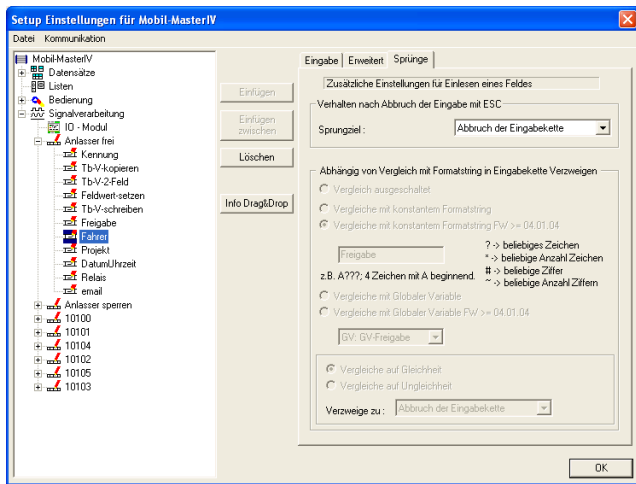 Setup Einstellungen für Mobil-MasterIV
Datei Kommunikation
Mobil-MasterIV
Datensätze
Listen
Bedienung
Signalverarbeitung
IO - Modul
Anlasser frei
Kennung
Tb-V-kopieren
Tb-V-2-Feld
Feldwert-setzen
Tb-V-schreiben
Freigabe
Fahrer
Projekt
DatumUhrzeit
Relais
email
Anlasser sperren
10100
10101
10104
10102
10105
10103
Einfügen
Einfügen
zwischen
Löschen
Info Drag&Drop
Eingabe Erweitert Sprünge
Zusätzliche Einstellungen für Einlesen eines Feldes
Verhalten nach Abbruch der Eingabe mit ESC
Sprungziel : Abbruch der Eingabekette
Abhängig von Vergleich mit Formatstring in Eingabekette Verzweigen
Vergleich ausgeschaltet
Vergleiche mit konstantem Formatstring
Vergleiche mit konstantem Formatstring FW >= 04.01.04
Freigabe
? -> beliebiges Zeichen
* -> beliebige Anzahl Zeichen
# -> beliebige Ziffer
~ -> beliebige Anzahl Ziffern
z.B. A???; 4 Zeichen mit A beginnend.
Vergleiche mit Globaler Variable
Vergleiche mit Globaler Variable FW >= 04.01.04
GV: GV-Freigabe
Vergleiche auf Gleichheit
Vergleiche auf Ungleichheit
Verzweige zu : Abbruch der Eingabekette
OK